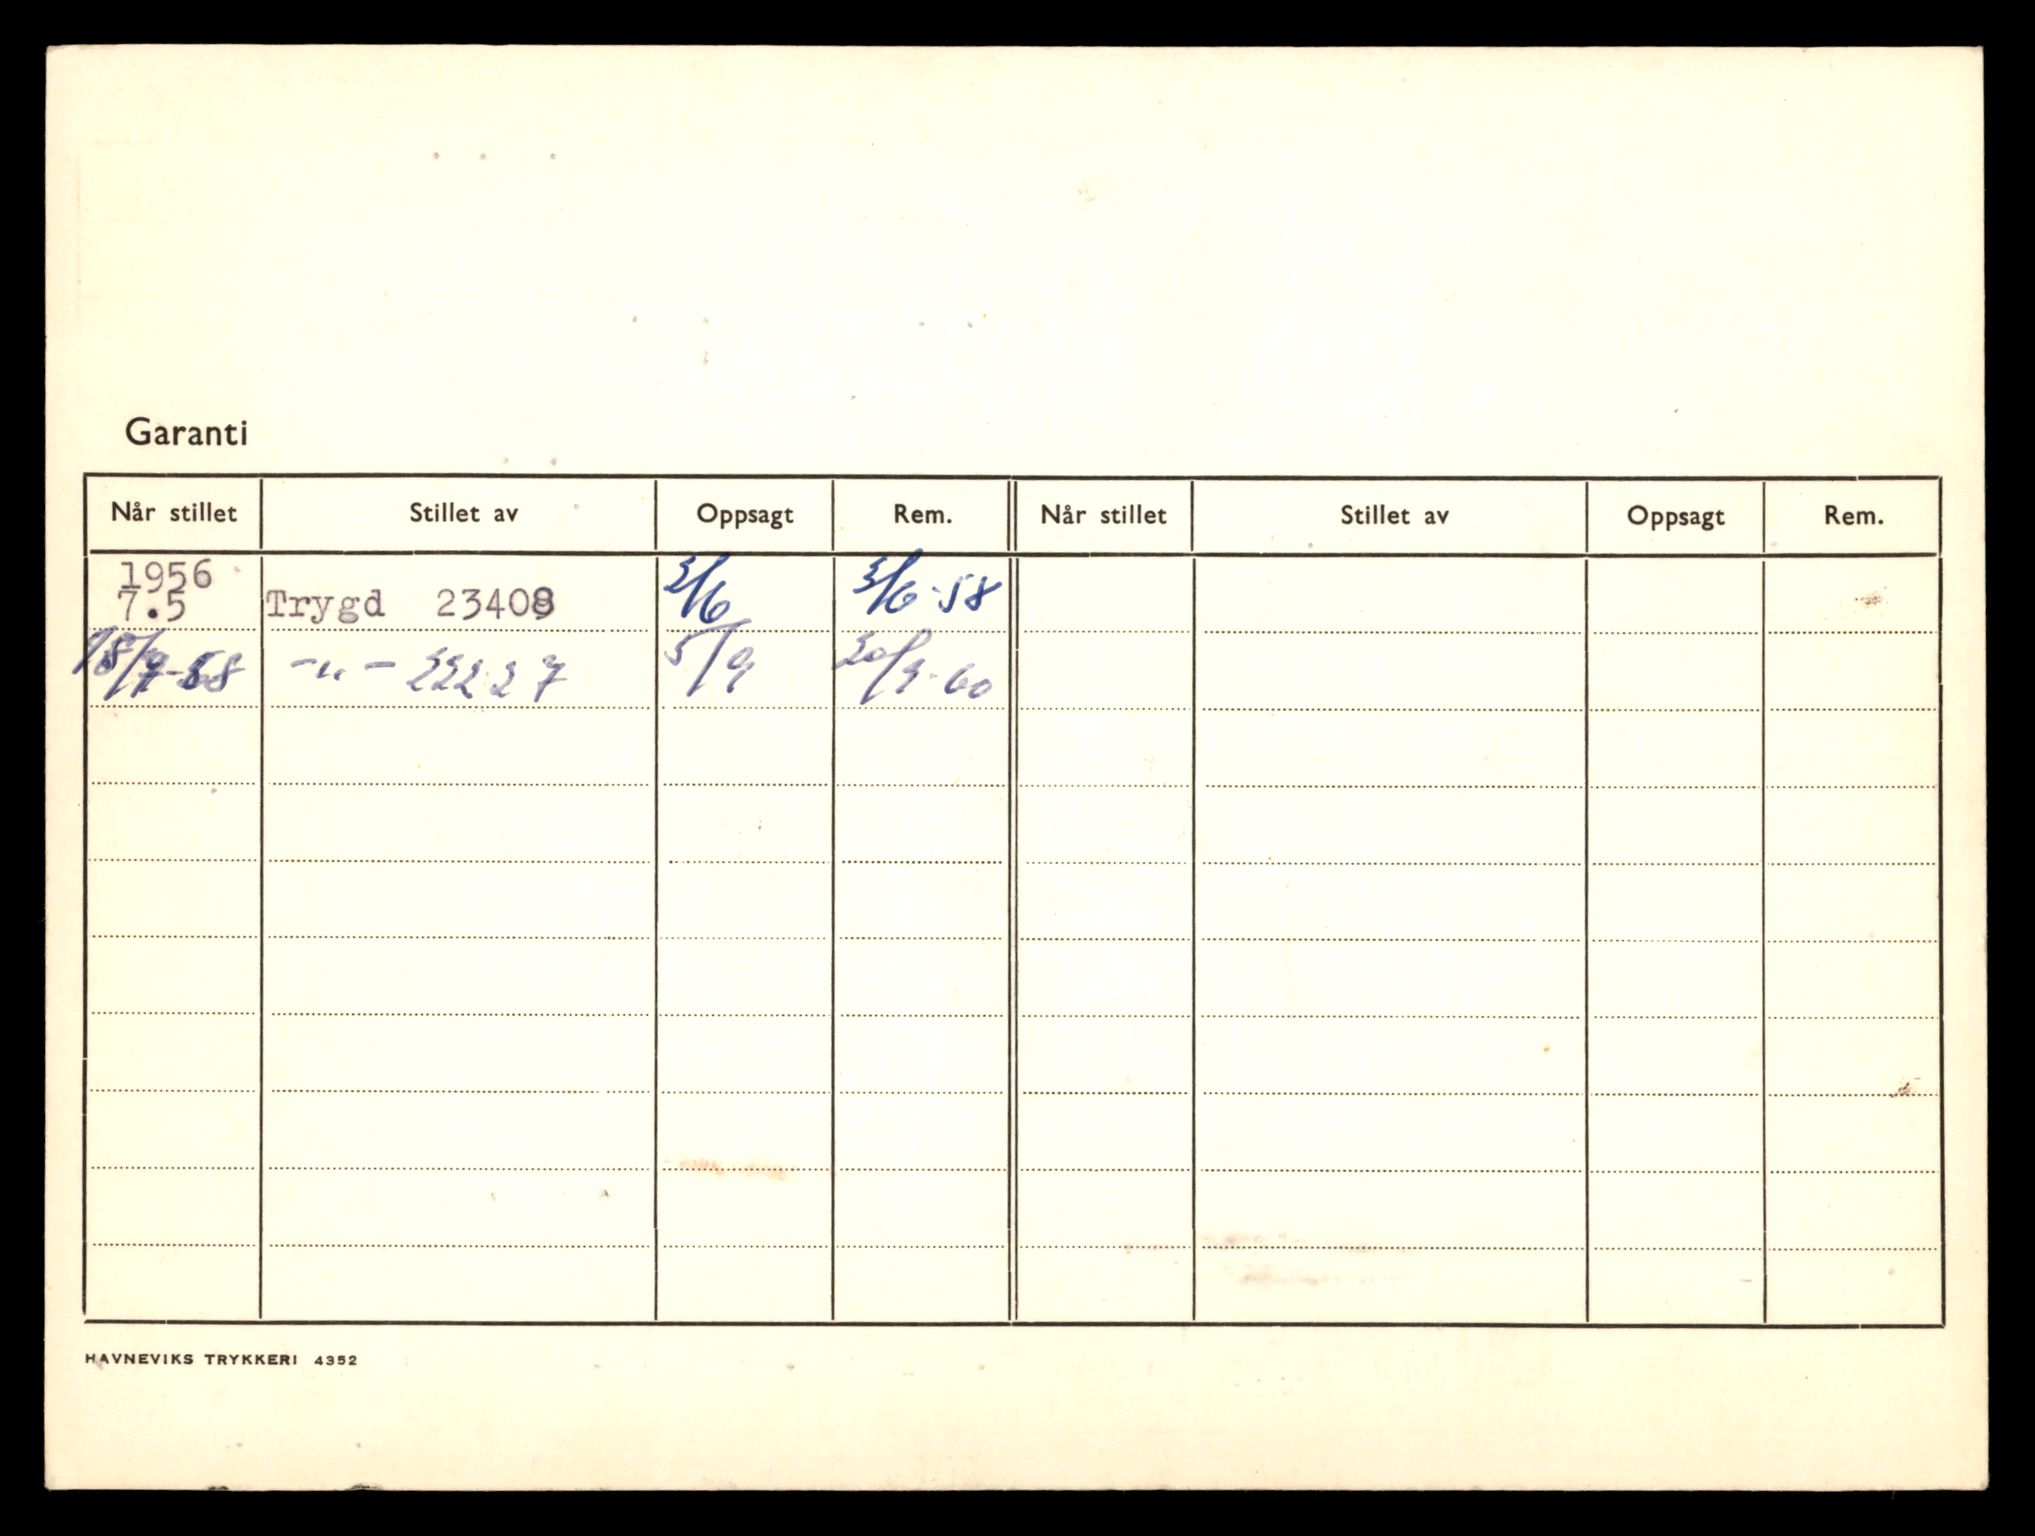 Garanti
Når stillet Stillet av Oppsagt Rem. Når stillet Stillet av Oppsagt Rem.
1956
7.5 Trygd 23408 3/6 3/6-58
-"- 5/9 20/9-60
HAVNEVIKS TRYKKERI 4352